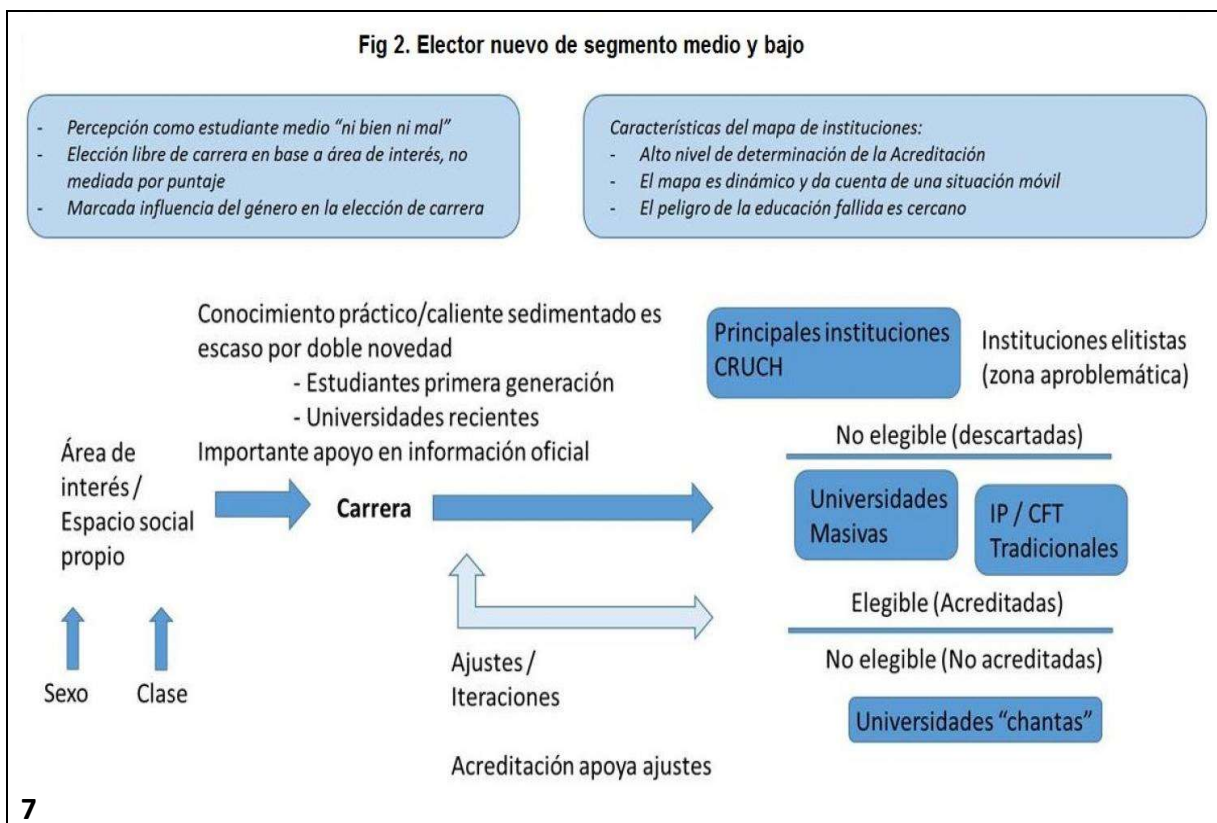 Fig 2. Elector nuevo de segmento medio y bajo
- Percepción como estudiante medio “ni bien ni mal”
- Elección libre de carrera en base a área de interés, no
mediada por puntaje
- Marcada influencia del género en la elección de carrera
Características del mapa de instituciones:
- Alto nivel de determinación de la Acreditación
- El mapa es dinámico y da cuenta de una situación móvil
- El peligro de la educación fallida es cercano
Conocimiento práctico/caliente sedimentado es
escaso por doble novedad
- Estudiantes primera generación
- Universidades recientes
Importante apoyo en información oficial
Área de
interés /
Espacio social
propio
Sexo
Clase
Carrera
Ajustes /
Iteraciones
Acreditación apoya ajustes
Principales instituciones
CRUCH
Instituciones elitistas
(zona aproblemática)
No elegible (descartadas)
Universidades
Masivas
IP / CFT
Tradicionales
Elegible (Acreditadas)
No elegible (No acreditadas)
Universidades “chantas”
7